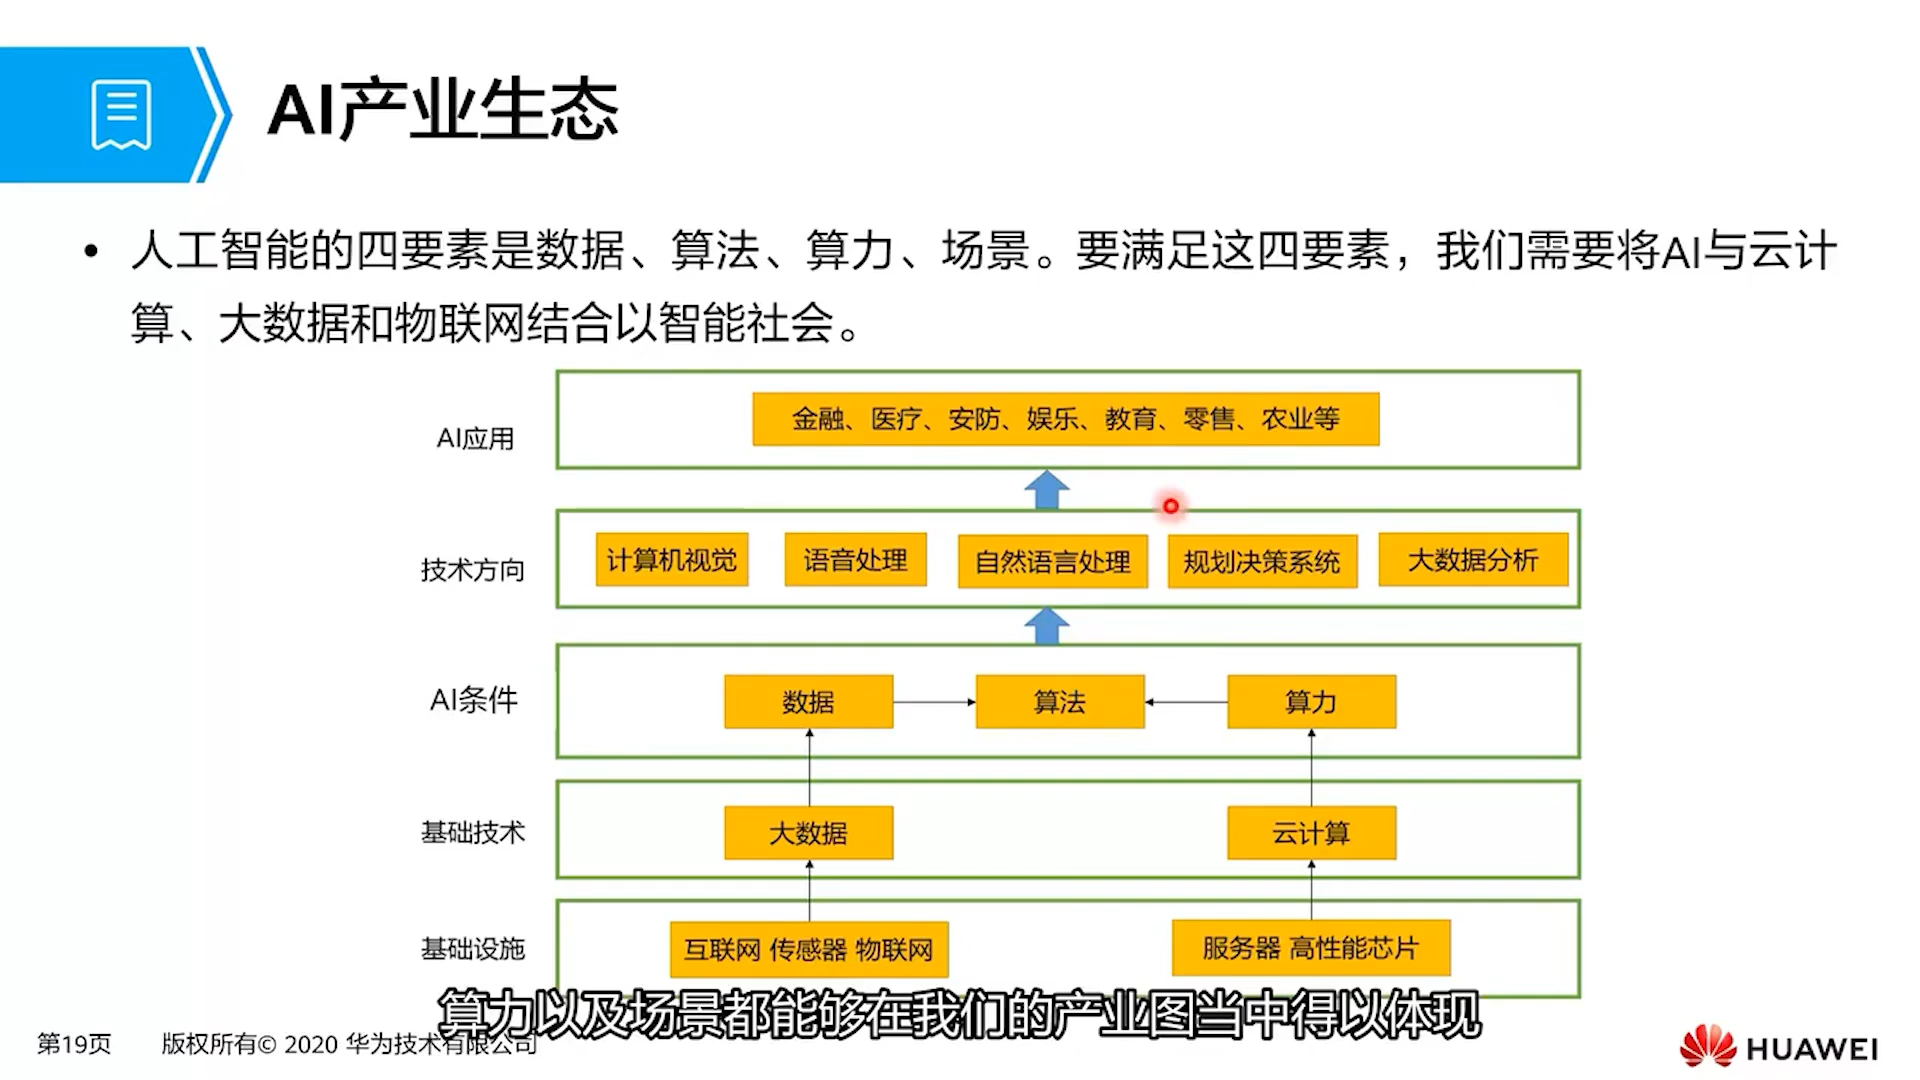 AI产业生态
• 人工智能的四要素是数据、算法、算力、场景。要满足这四要素，我们需要将AI与云计
算、大数据和物联网结合以智能社会。
AI应用
金融、医疗、安防、娱乐、教育、零售、农业等
技术方向
计算机视觉
语音处理
自然语言处理
规划决策系统
大数据分析
AI条件
数据
算法
算力
基础技术
大数据
云计算
基础设施
互联网 传感器 物联网
服务器 高性能芯片
算力以及场景都能够在我们的产业图当中得以体现
第19页
版权所有© 2020 华为技术有限公司
HUAWEI